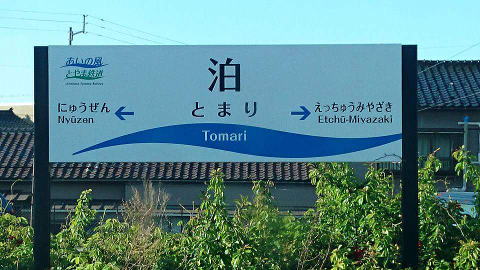 あいの風
とやま鉄道
泊
とまり
Tomari
にゅうぜん
Nyūzen
えっちゅうみやざき
Etchū-Miyazaki